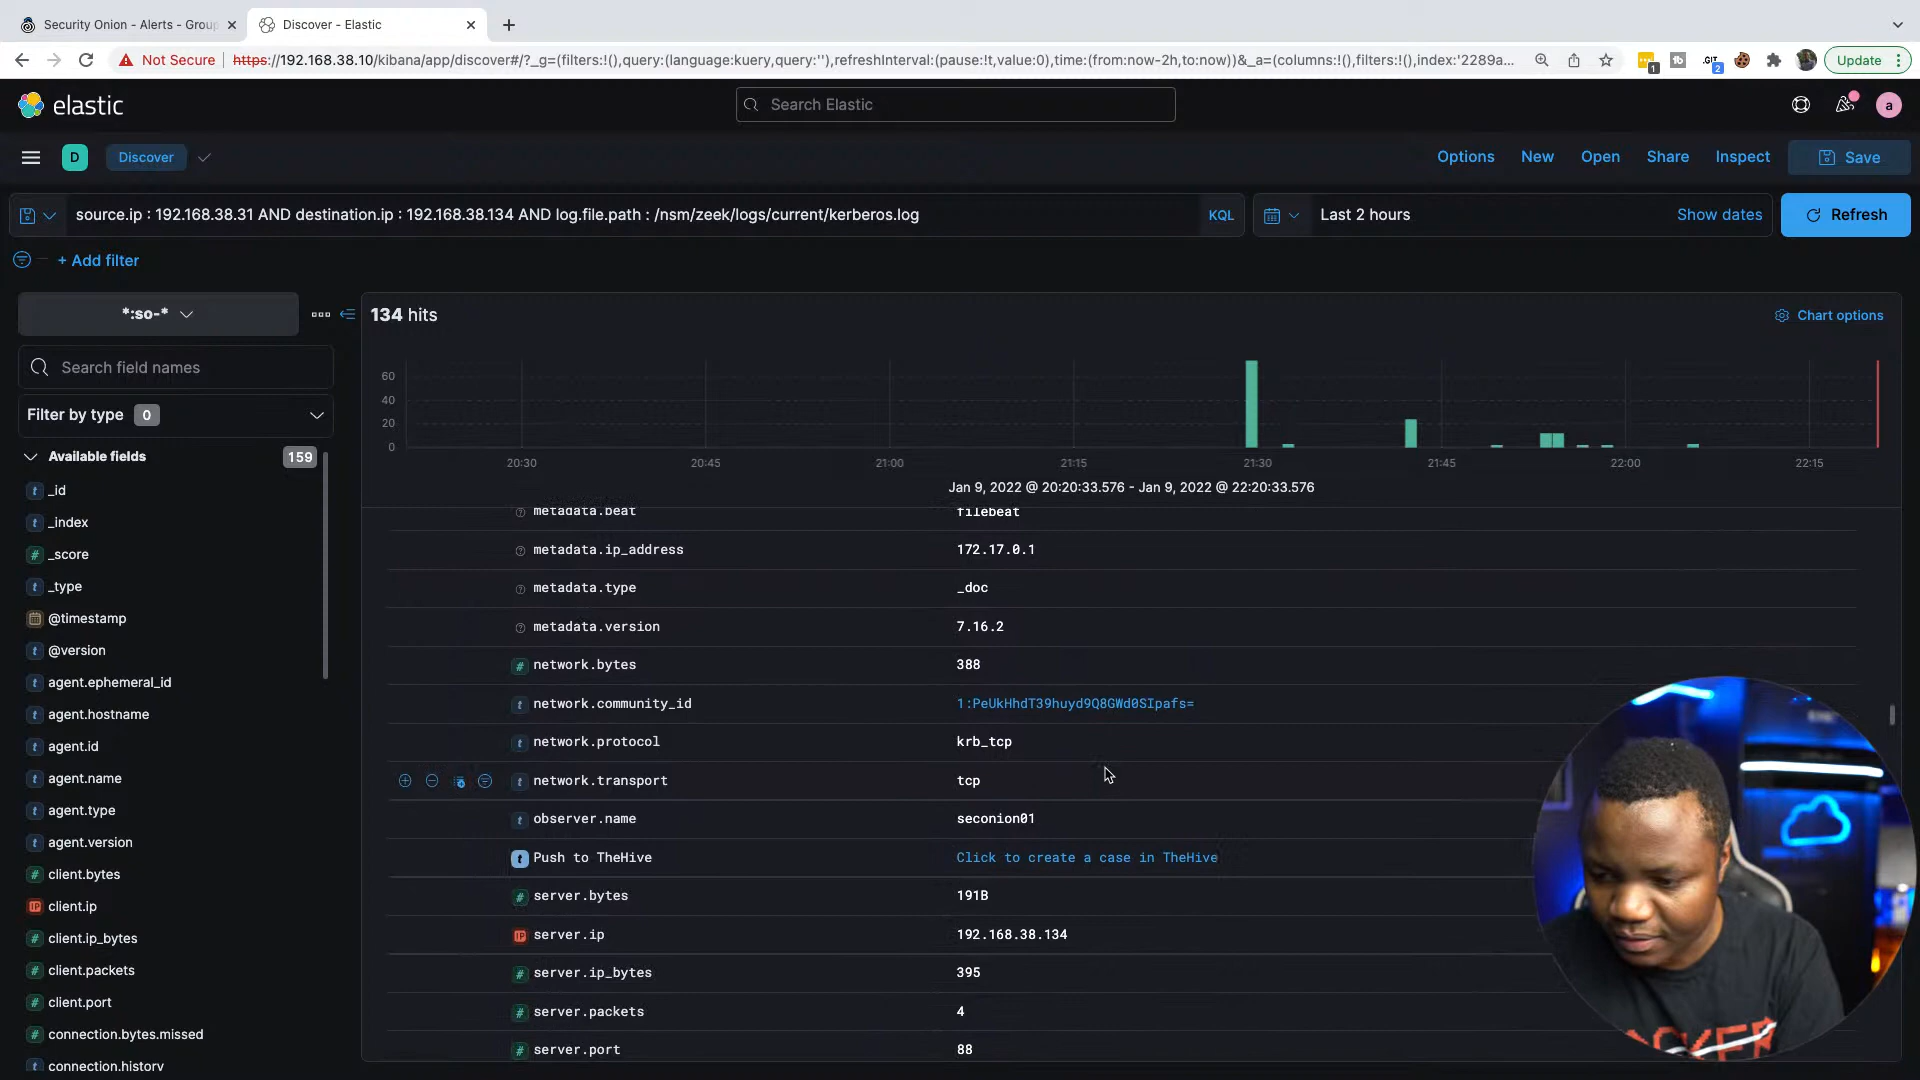 Security Onion - Alerts - Grou
Discover - Elastic
Not Secure
https://192.168.38.10/kibana/app/discover#/?_g=(filters:!(),query:(language:kuery,query:''),refreshInterval:(pause:!t,value:0),time:(from:now-2h,to:now))&_a=(columns:!(),filters:!(),index:'2289a...
1
2
Update
elastic
Search Elastic
a
D
Discover
Options
New
Open
Share
Inspect
Save
source.ip : 192.168.38.31 AND destination.ip : 192.168.38.134 AND log.file.path : /nsm/zeek/logs/current/kerberos.log
KQL
Last 2 hours
Show dates
Refresh
+ Add filter
*:so-*
134 hits
Chart options
Search field names
Filter by type 0
Available fields 159
_id
_index
_score
_type
@timestamp
@version
agent.ephemeral_id
agent.hostname
agent.id
agent.name
agent.type
agent.version
client.bytes
client.ip
client.ip_bytes
client.packets
client.port
connection.bytes.missed
connection.history
60
40
20
0
20:30
20:45
21:00
21:15
21:30
21:45
22:00
22:15
Jan 9, 2022 @ 20:20:33.576 - Jan 9, 2022 @ 22:20:33.576
metadata.beat filebeat
metadata.ip_address 172.17.0.1
metadata.type _doc
metadata.version 7.16.2
network.bytes 388
network.community_id 1:PeUkHhdT39huyd9Q8GWd0SIpafs=
network.protocol krb_tcp
network.transport tcp
observer.name seconion01
Push to TheHive Click to create a case in TheHive
server.bytes 191B
server.ip 192.168.38.134
server.ip_bytes 395
server.packets 4
server.port 88